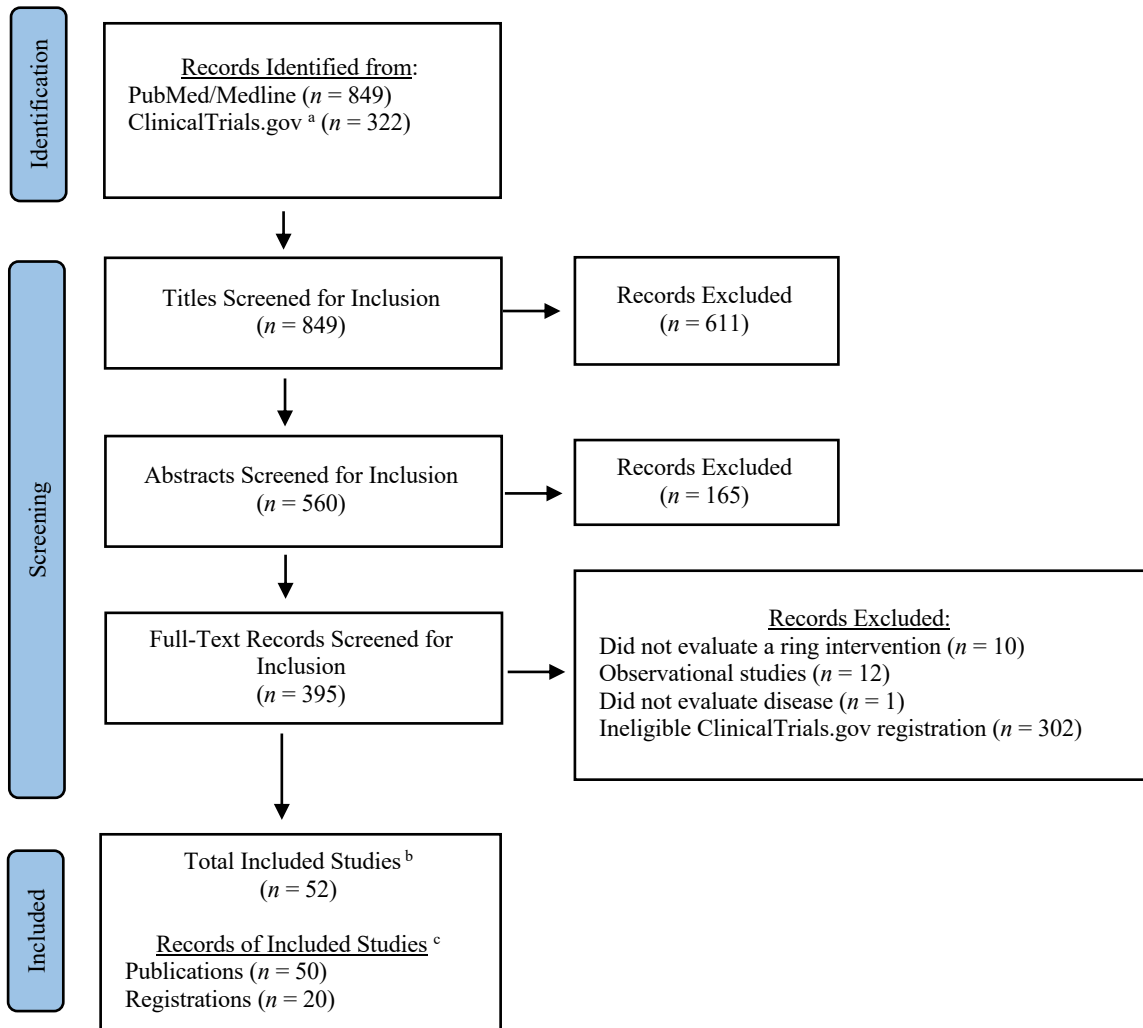 Identification
Records Identified from:
PubMed/Medline (n = 849)
ClinicalTrials.gov a (n = 322)
Screening
Titles Screened for Inclusion
(n = 849)
Records Excluded
(n = 611)
Abstracts Screened for Inclusion
(n = 560)
Records Excluded
(n = 165)
Full-Text Records Screened for
Inclusion
(n = 395)
Records Excluded:
Did not evaluate a ring intervention (n = 10)
Observational studies (n = 12)
Did not evaluate disease (n = 1)
Ineligible ClinicalTrials.gov registration (n = 302)
Included
Total Included Studies b
(n = 52)
Records of Included Studies c
Publications (n = 50)
Registrations (n = 20)